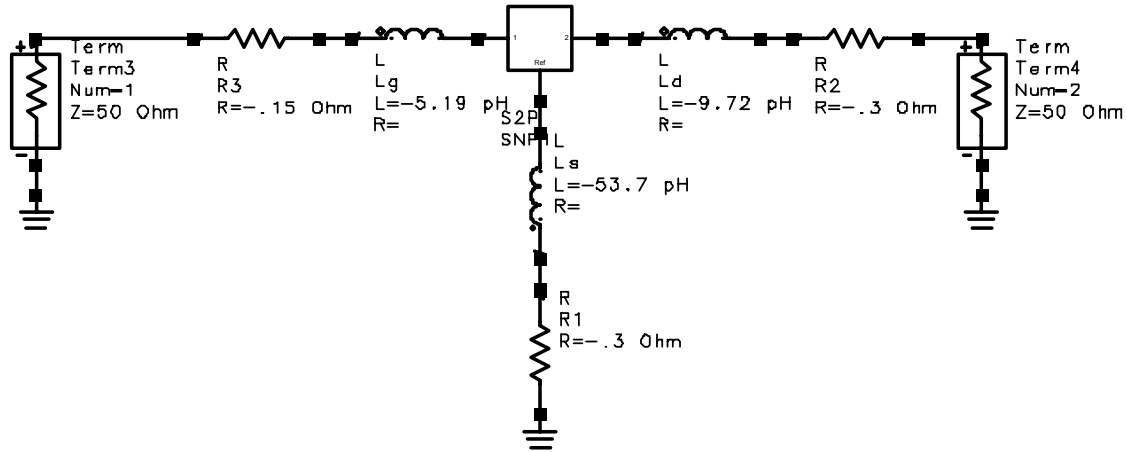 Term
Term3
Num=1
Z=50 Ohm
+
-
R
R3
R=-.15 Ohm
L
Lg
L=-5.19 pH
R=
1
2
Ref
S2P
SNP1
L
Ld
L=-9.72 pH
R=
R
R2
R=-.3 Ohm
+
-
Term
Term4
Num=2
Z=50 Ohm
L
Ls
L=-53.7 pH
R=
R
R1
R=-.3 Ohm